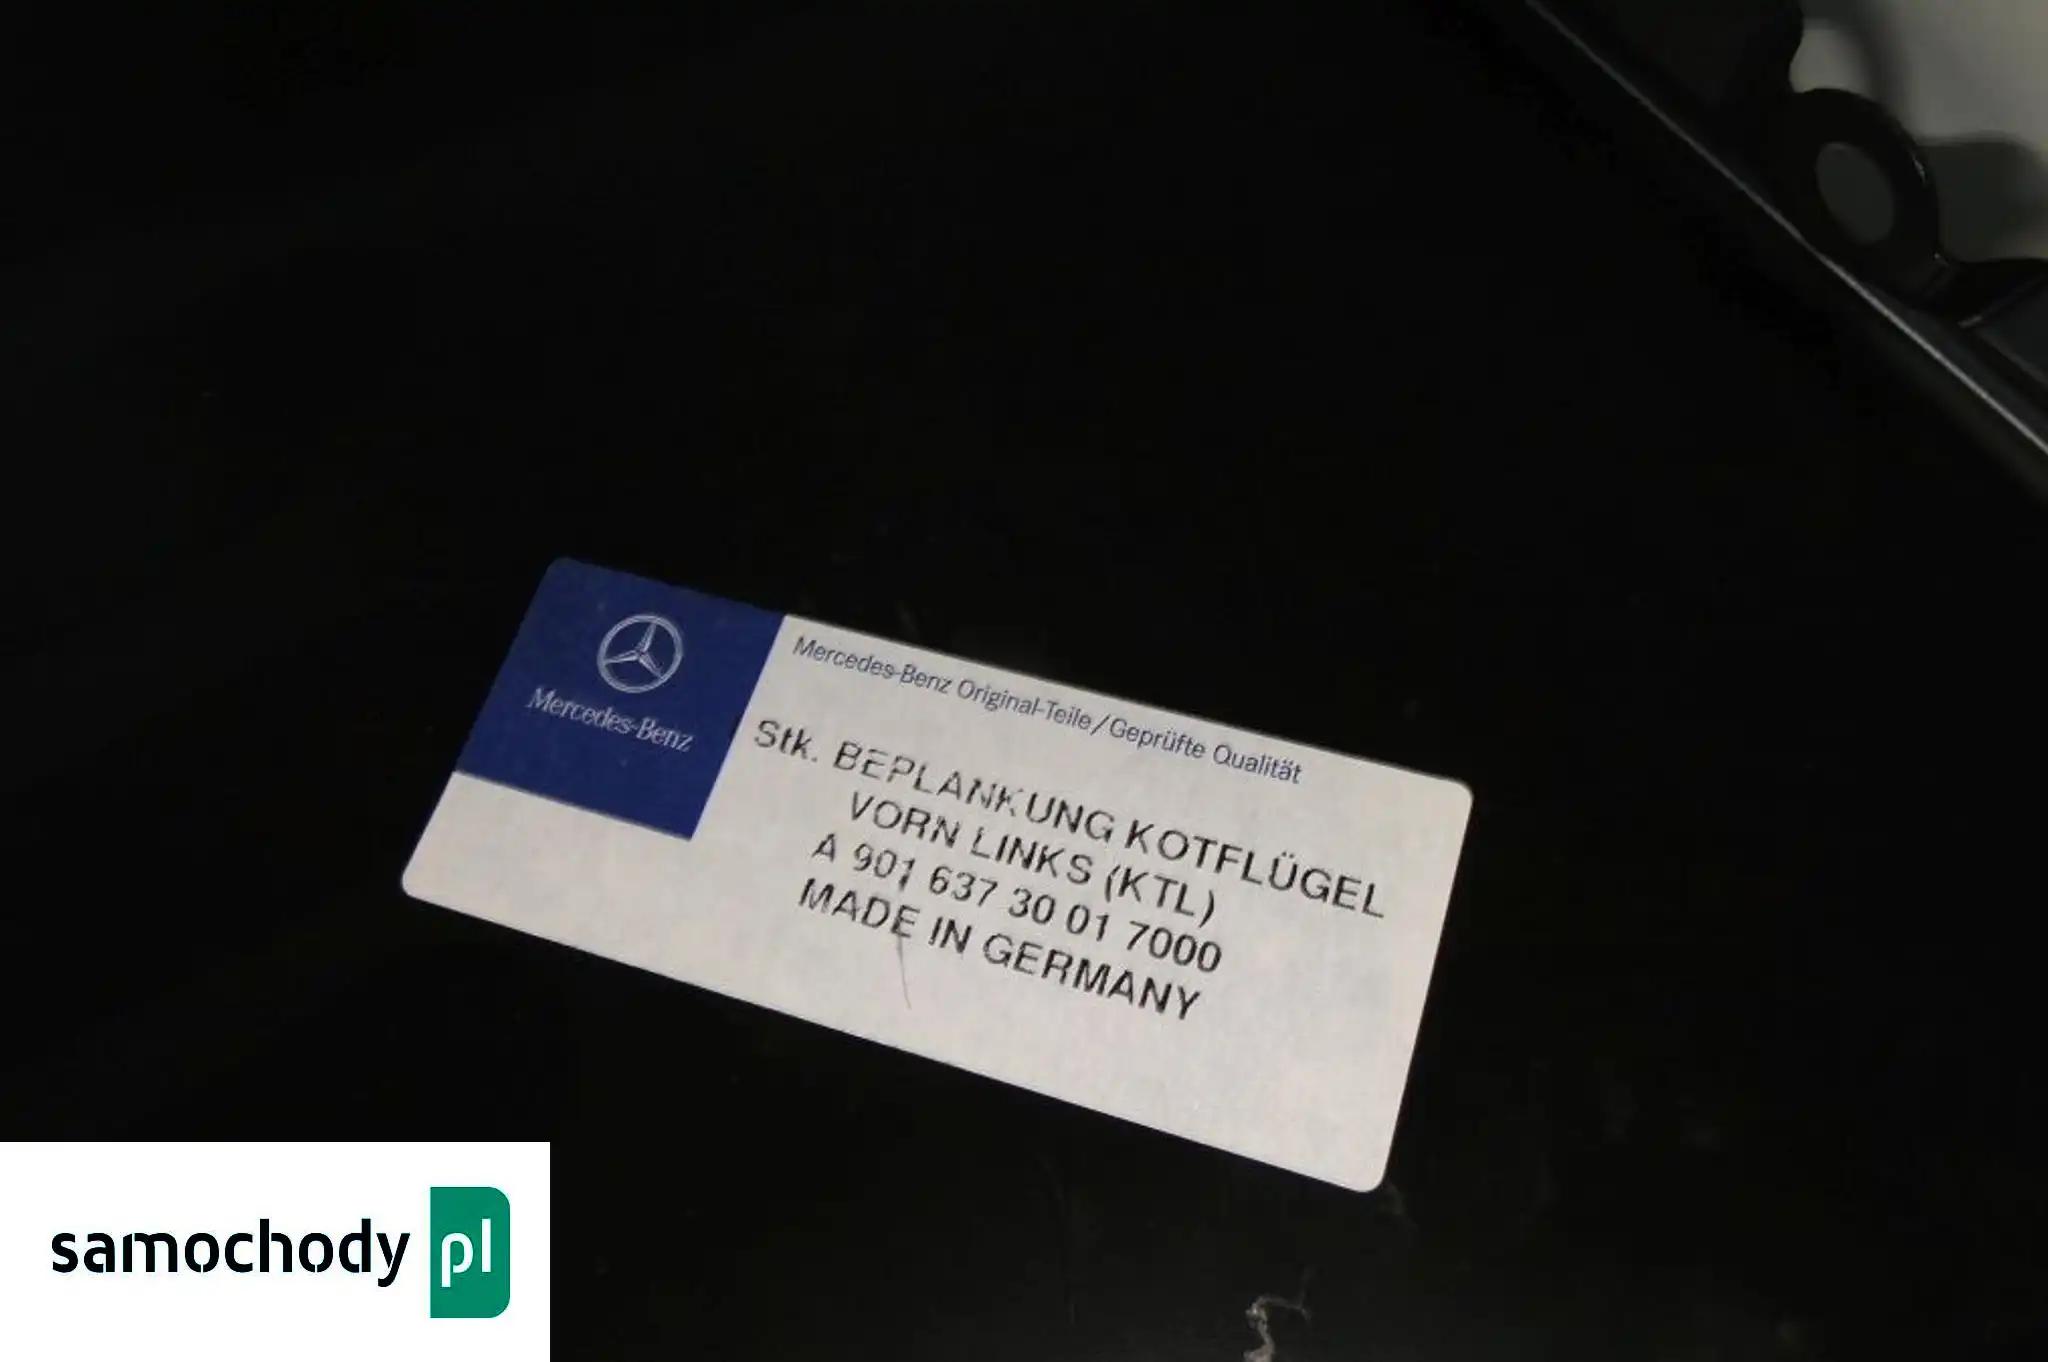 Mercedes-Benz
Mercedes-Benz Original-Teile/Geprüfte Qualität
Stk. BEPLANKUNG KOTFLÜGEL
VORN LINKS (KTL)
A 901 637 30 01 7000
MADE IN GERMANY
samochody pl